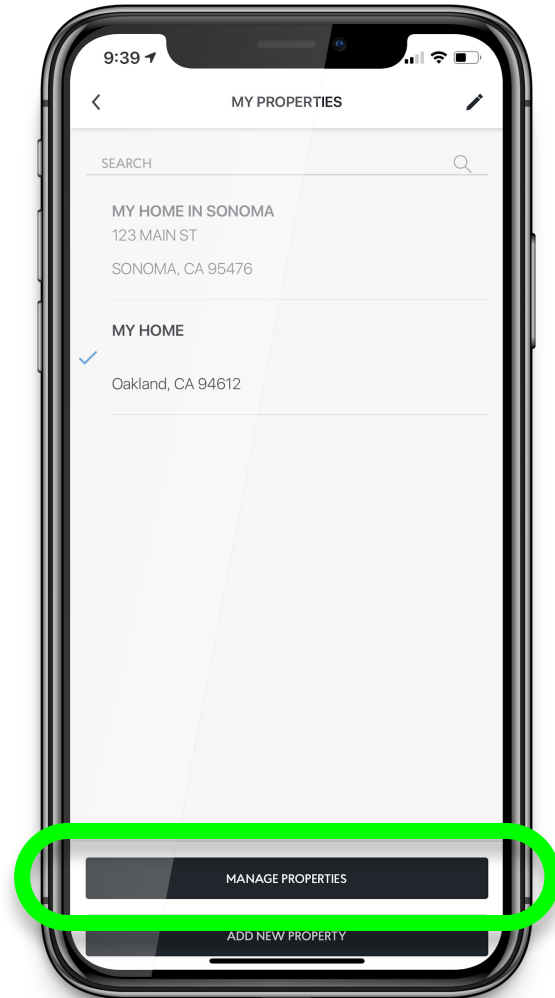 9:39
MY PROPERTIES
SEARCH
MY HOME IN SONOMA
123 MAIN ST
SONOMA, CA 95476
MY HOME
Oakland, CA 94612
MANAGE PROPERTIES
ADD NEW PROPERTY